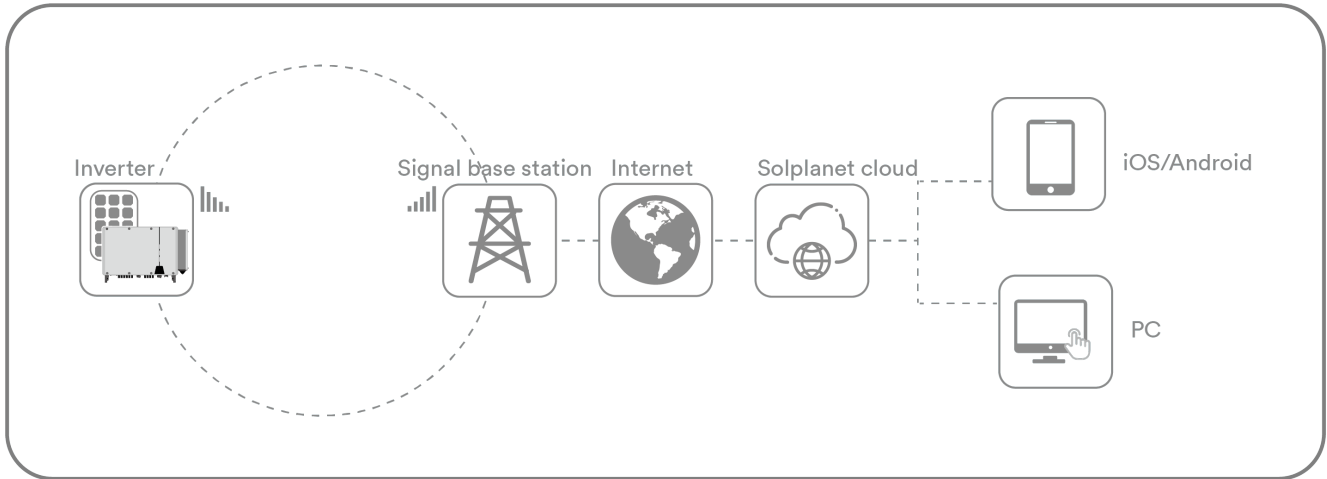 Inverter
Signal base station
Internet
Solplanet cloud
iOS/Android
PC